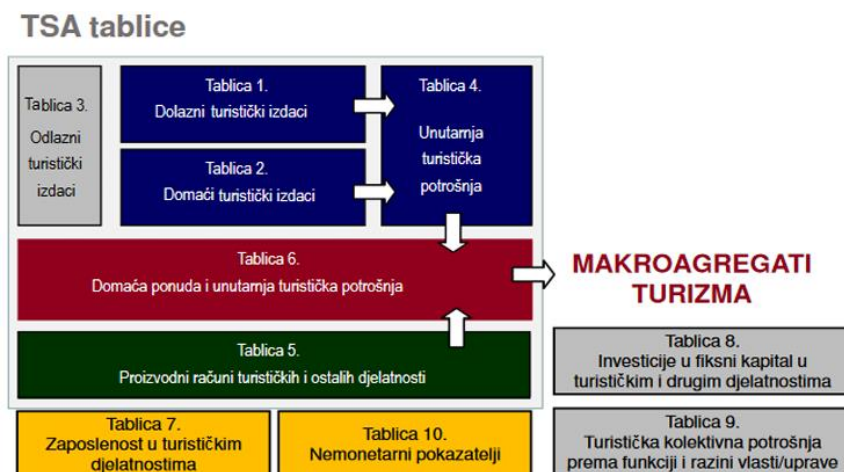 TSA tablice
Tablica 3.
Odlazni
turistički
izdaci
Tablica 1.
Dolazni turistički izdaci
Tablica 2.
Domaći turistički izdaci
Tablica 4.
Unutarnja
turistička
potrošnja
Tablica 6.
Domaća ponuda i unutarnja turistička potrošnja
MAKROAGREGATI
TURIZMA
Tablica 5.
Proizvodni računi turističkih i ostalih djelatnosti
Tablica 8.
Investicije u fiksni kapital u
turističkim i drugim djelatnostima
Tablica 7.
Zaposlenost u turističkim
djelatnostima
Tablica 10.
Nemonetarni pokazatelji
Tablica 9.
Turistička kolektivna potrošnja
prema funkciji i razini vlasti/uprave